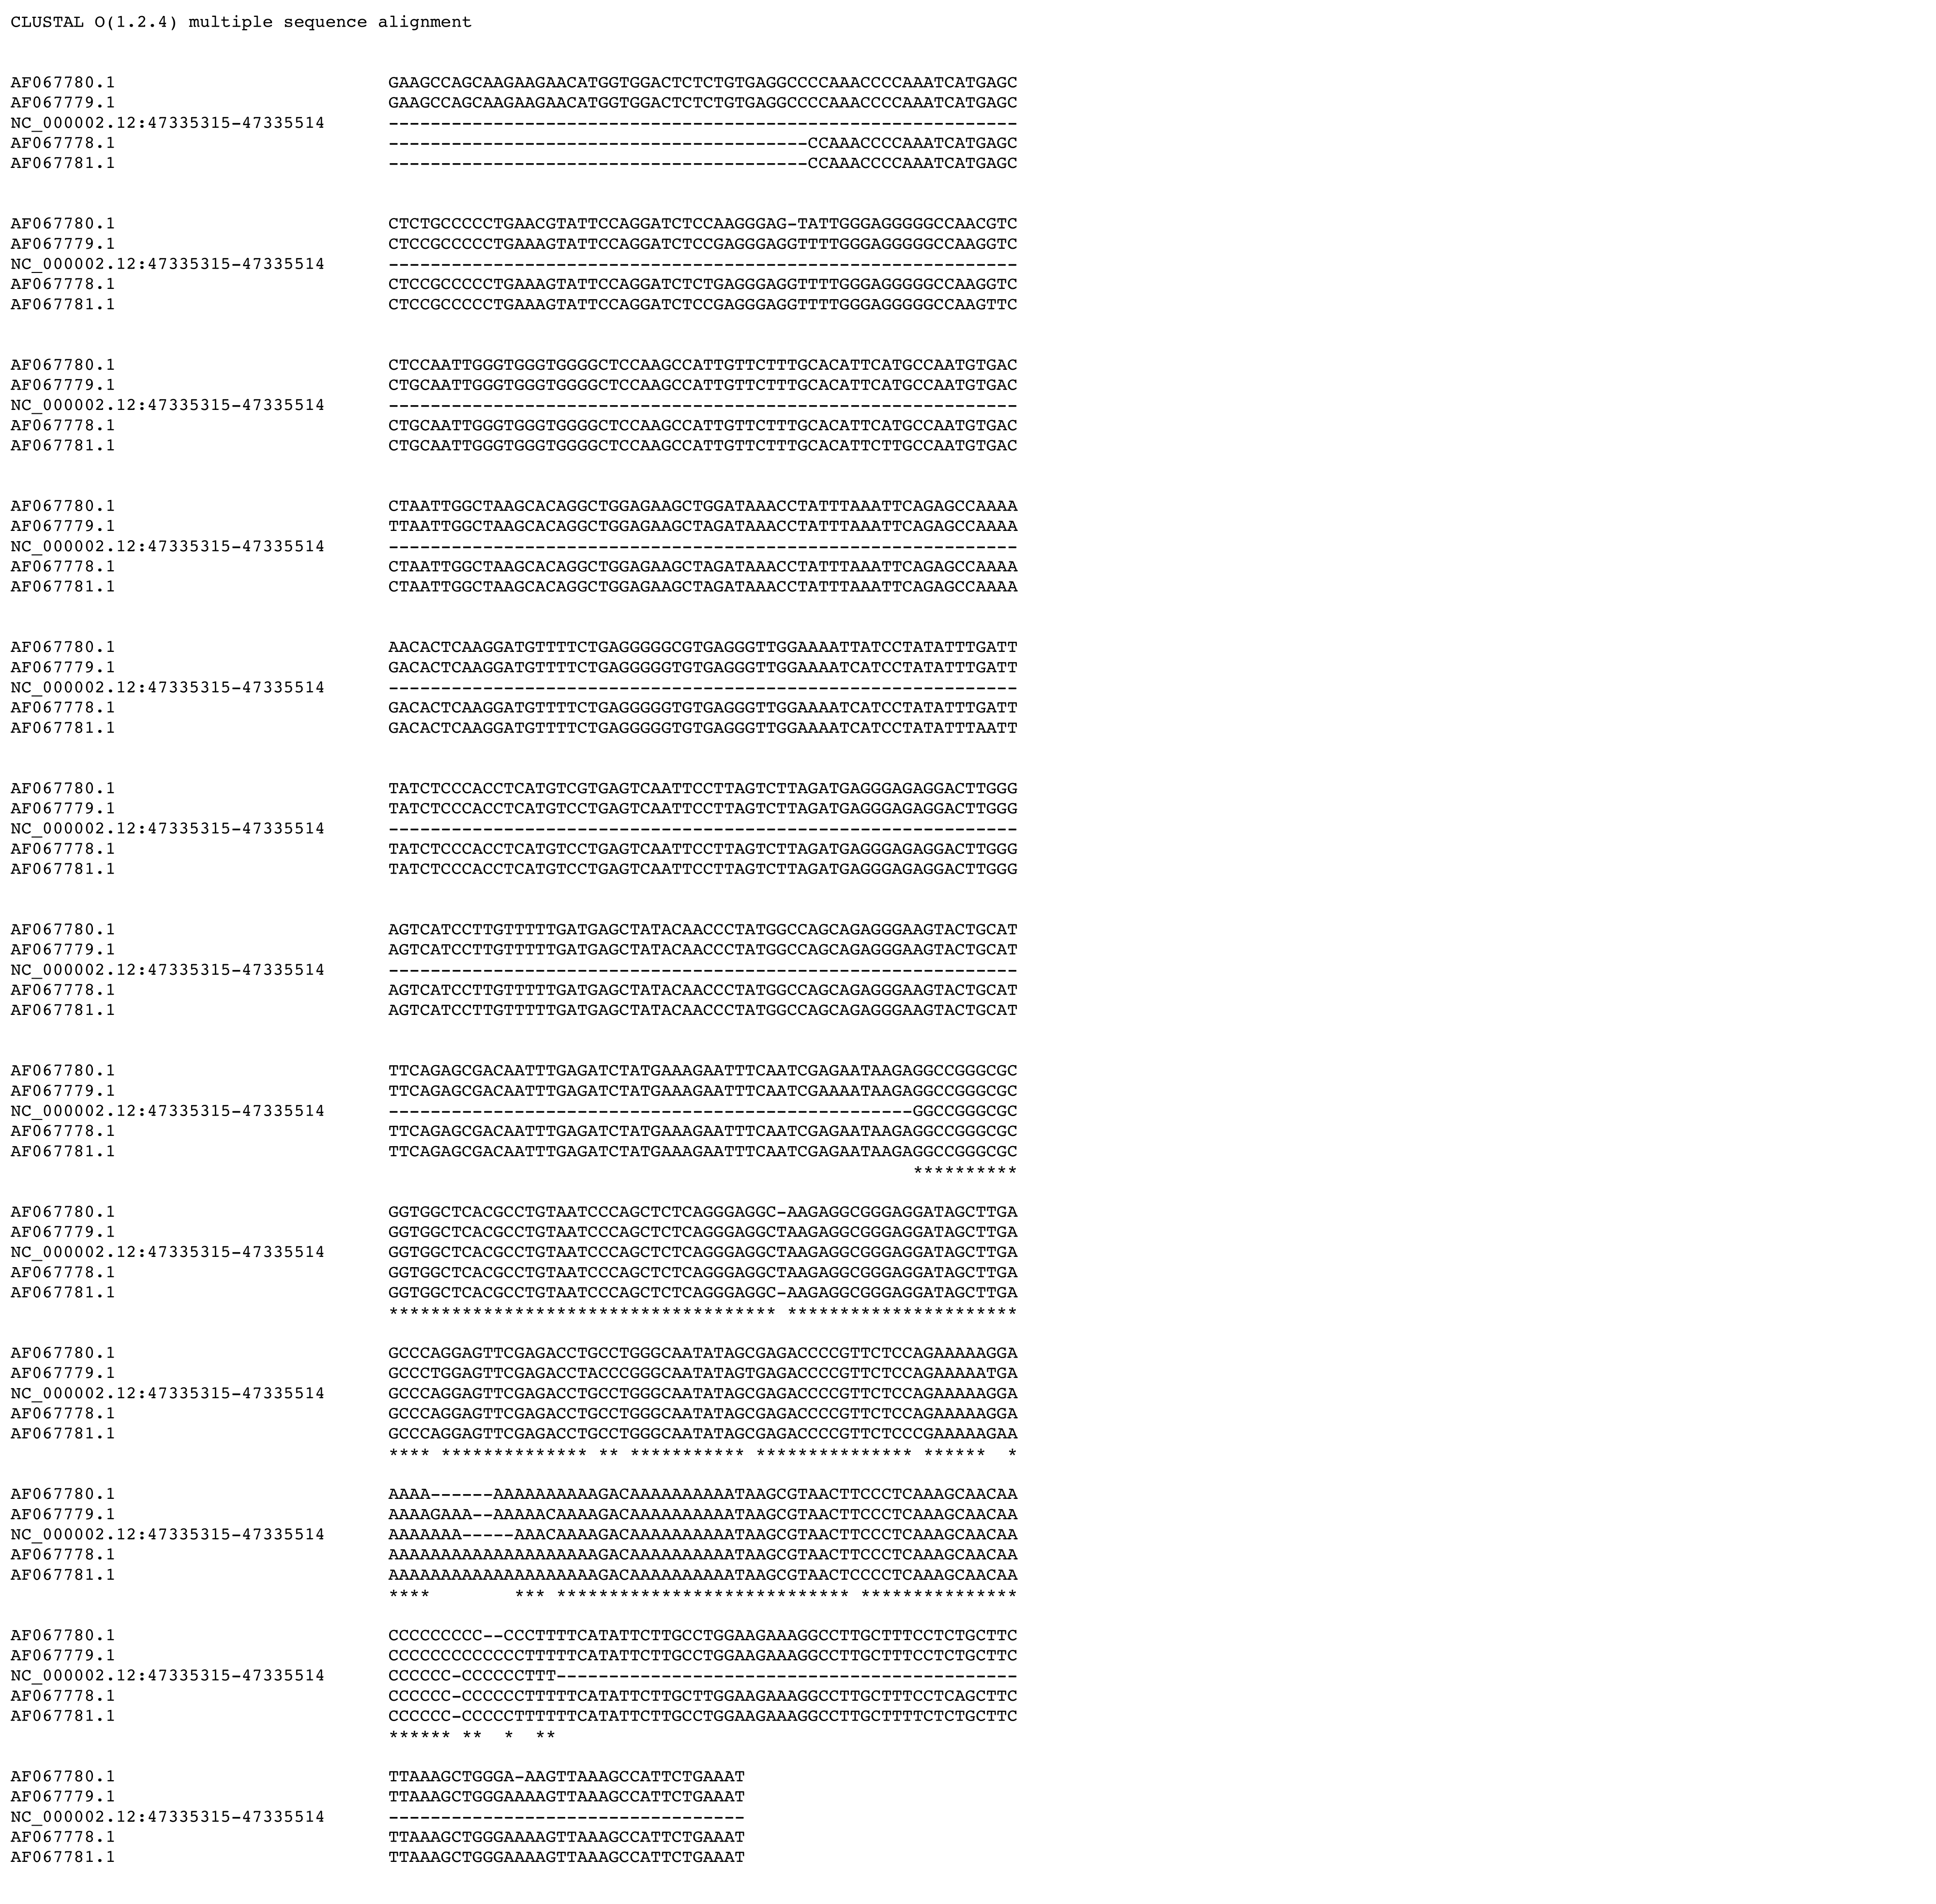 CLUSTAL O(1.2.4) multiple sequence alignment
AF067780.1 GAAGCCAGCAAGAAGAACATGGTGGACTCTCTGTGAGGCCCCAAACCCCAAATCATGAGC
AF067779.1 GAAGCCAGCAAGAAGAACATGGTGGACTCTCTGTGAGGCCCCAAACCCCAAATCATGAGC
NC_000002.12:47335315-47335514 ------------------------------------------------------------
AF067778.1 ----------------------------------------CCAAACCCCAAATCATGAGC
AF067781.1 ----------------------------------------CCAAACCCCAAATCATGAGC
AF067780.1 CTCTGCCCCCTGAACGTATTCCAGGATCTCCAAGGGAG-TATTGGGAGGGGGCCAACGTC
AF067779.1 CTCCGCCCCCTGAAAGTATTCCAGGATCTCCGAGGGAGGTTTTGGGAGGGGGCCAAGGTC
NC_000002.12:47335315-47335514 ------------------------------------------------------------
AF067778.1 CTCCGCCCCCTGAAAGTATTCCAGGATCTCTGAGGGAGGTTTTGGGAGGGGGCCAAGGTC
AF067781.1 CTCCGCCCCCTGAAAGTATTCCAGGATCTCCGAGGGAGGTTTTGGGAGGGGGCCAAGTTC
AF067780.1 CTCCAATTGGGTGGGTGGGGCTCCAAGCCATTGTTCTTTGCACATTCATGCCAATGTGAC
AF067779.1 CTGCAATTGGGTGGGTGGGGCTCCAAGCCATTGTTCTTTGCACATTCATGCCAATGTGAC
NC_000002.12:47335315-47335514 ------------------------------------------------------------
AF067778.1 CTGCAATTGGGTGGGTGGGGCTCCAAGCCATTGTTCTTTGCACATTCATGCCAATGTGAC
AF067781.1 CTGCAATTGGGTGGGTGGGGCTCCAAGCCATTGTTCTTTGCACATTCTTGCCAATGTGAC
AF067780.1 CTAATTGGCTAAGCACAGGCTGGAGAAGCTGGATAAACCTATTTAAATTCAGAGCCAAAA
AF067779.1 TTAATTGGCTAAGCACAGGCTGGAGAAGCTAGATAAACCTATTTAAATTCAGAGCCAAAA
NC_000002.12:47335315-47335514 ------------------------------------------------------------
AF067778.1 CTAATTGGCTAAGCACAGGCTGGAGAAGCTAGATAAACCTATTTAAATTCAGAGCCAAAA
AF067781.1 CTAATTGGCTAAGCACAGGCTGGAGAAGCTAGATAAACCTATTTAAATTCAGAGCCAAAA
AF067780.1 AACACTCAAGGATGTTTTCTGAGGGGGCGTGAGGGTTGGAAAATTATCCTATATTTGATT
AF067779.1 GACACTCAAGGATGTTTTCTGAGGGGGTGTGAGGGTTGGAAAATCATCCTATATTTGATT
NC_000002.12:47335315-47335514 ------------------------------------------------------------
AF067778.1 GACACTCAAGGATGTTTTCTGAGGGGGTGTGAGGGTTGGAAAATCATCCTATATTTGATT
AF067781.1 GACACTCAAGGATGTTTTCTGAGGGGGTGTGAGGGTTGGAAAATCATCCTATATTTAATT
AF067780.1 TATCTCCCACCTCATGTCGTGAGTCAATTCCTTAGTCTTAGATGAGGGAGAGGACTTGGG
AF067779.1 TATCTCCCACCTCATGTCCTGAGTCAATTCCTTAGTCTTAGATGAGGGAGAGGACTTGGG
NC_000002.12:47335315-47335514 ------------------------------------------------------------
AF067778.1 TATCTCCCACCTCATGTCCTGAGTCAATTCCTTAGTCTTAGATGAGGGAGAGGACTTGGG
AF067781.1 TATCTCCCACCTCATGTCCTGAGTCAATTCCTTAGTCTTAGATGAGGGAGAGGACTTGGG
AF067780.1 AGTCATCCTTGTTTTTGATGAGCTATACAACCCTATGGCCAGCAGAGGGAAGTACTGCAT
AF067779.1 AGTCATCCTTGTTTTTGATGAGCTATACAACCCTATGGCCAGCAGAGGGAAGTACTGCAT
NC_000002.12:47335315-47335514 ------------------------------------------------------------
AF067778.1 AGTCATCCTTGTTTTTGATGAGCTATACAACCCTATGGCCAGCAGAGGGAAGTACTGCAT
AF067781.1 AGTCATCCTTGTTTTTGATGAGCTATACAACCCTATGGCCAGCAGAGGGAAGTACTGCAT
AF067780.1 TTCAGAGCGACAATTTGAGATCTATGAAAGAATTTCAATCGAGAATAAGAGGCCGGGCGC
AF067779.1 TTCAGAGCGACAATTTGAGATCTATGAAAGAATTTCAATCGAAAATAAGAGGCCGGGCGC
NC_000002.12:47335315-47335514 --------------------------------------------------GGCCGGGCGC
AF067778.1 TTCAGAGCGACAATTTGAGATCTATGAAAGAATTTCAATCGAGAATAAGAGGCCGGGCGC
AF067781.1 TTCAGAGCGACAATTTGAGATCTATGAAAGAATTTCAATCGAGAATAAGAGGCCGGGCGC
**********
AF067780.1 GGTGGCTCACGCCTGTAATCCCAGCTCTCAGGGAGGC-AAGAGGCGGGAGGATAGCTTGA
AF067779.1 GGTGGCTCACGCCTGTAATCCCAGCTCTCAGGGAGGCTAAGAGGCGGGAGGATAGCTTGA
NC_000002.12:47335315-47335514 GGTGGCTCACGCCTGTAATCCCAGCTCTCAGGGAGGCTAAGAGGCGGGAGGATAGCTTGA
AF067778.1 GGTGGCTCACGCCTGTAATCCCAGCTCTCAGGGAGGCTAAGAGGCGGGAGGATAGCTTGA
AF067781.1 GGTGGCTCACGCCTGTAATCCCAGCTCTCAGGGAGGC-AAGAGGCGGGAGGATAGCTTGA
************************************* **********************
AF067780.1 GCCCAGGAGTTCGAGACCTGCCTGGGCAATATAGCGAGACCCCGTTCTCCAGAAAAAGGA
AF067779.1 GCCCTGGAGTTCGAGACCTACCCGGGCAATATAGTGAGACCCCGTTCTCCAGAAAAATGA
NC_000002.12:47335315-47335514 GCCCAGGAGTTCGAGACCTGCCTGGGCAATATAGCGAGACCCCGTTCTCCAGAAAAAGGA
AF067778.1 GCCCAGGAGTTCGAGACCTGCCTGGGCAATATAGCGAGACCCCGTTCTCCAGAAAAAGGA
AF067781.1 GCCCAGGAGTTCGAGACCTGCCTGGGCAATATAGCGAGACCCCGTTCTCCCGAAAAAGAA
**** ************** ** *********** *************** ******  *
AF067780.1 AAAA------AAAAAAAAAAGACAAAAAAAAAATAAGCGTAACTTCCCTCAAAGCAACAA
AF067779.1 AAAAGAAA--AAAAACAAAAGACAAAAAAAAAATAAGCGTAACTTCCCTCAAAGCAACAA
NC_000002.12:47335315-47335514 AAAAAAA-----AAACAAAAGACAAAAAAAAAATAAGCGTAACTTCCCTCAAAGCAACAA
AF067778.1 AAAAAAAAAAAAAAAAAAAAGACAAAAAAAAAATAAGCGTAACTTCCCTCAAAGCAACAA
AF067781.1 AAAAAAAAAAAAAAAAAAAAGACAAAAAAAAAATAAGCGTAACTCCCCTCAAAGCAACAA
****        *** **************************** ***************
AF067780.1 CCCCCCCCC--CCCTTTTCATATTCTTGCCTGGAAGAAAGGCCTTGCTTTCCTCTGCTTC
AF067779.1 CCCCCCCCCCCCCTTTTTCATATTCTTGCCTGGAAGAAAGGCCTTGCTTTCCTCTGCTTC
NC_000002.12:47335315-47335514 CCCCCC-CCCCCCTTT--------------------------------------------
AF067778.1 CCCCCC-CCCCCCTTTTTCATATTCTTGCTTGGAAGAAAGGCCTTGCTTTCCTCAGCTTC
AF067781.1 CCCCCC-CCCCCTTTTTTCATATTCTTGCCTGGAAGAAAGGCCTTGCTTTTCTCTGCTTC
****** **  *  **
AF067780.1 TTAAAGCTGGGA-AAGTTAAAGCCATTCTGAAAT
AF067779.1 TTAAAGCTGGGAAAAGTTAAAGCCATTCTGAAAT
NC_000002.12:47335315-47335514 ----------------------------------
AF067778.1 TTAAAGCTGGGAAAAGTTAAAGCCATTCTGAAAT
AF067781.1 TTAAAGCTGGGAAAAGTTAAAGCCATTCTGAAAT